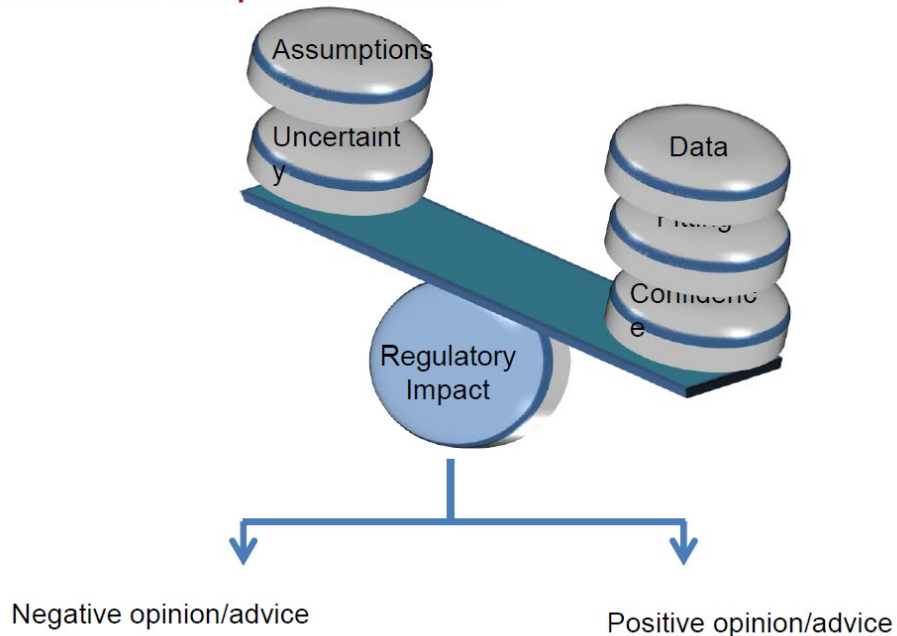 Assumptions
Uncertaint
y
Data
Confidenc
e
Regulatory
Impact
Negative opinion/advice
Positive opinion/advice